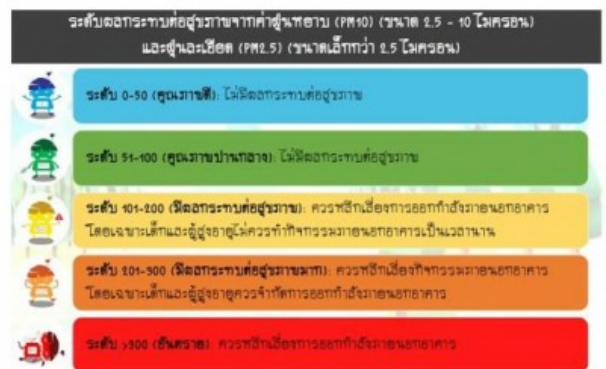 ระดับผลกระทบต่อสุขภาพจากค่าฝุ่นหยาบ (PM10) (ขนาด 2.5 - 10 ไมครอน)
และฝุ่นละเอียด (PM2.5) (ขนาดเล็กกว่า 2.5 ไมครอน)
ระดับ 0-50 (คุณภาพดี): ไม่มีผลกระทบต่อสุขภาพ
ระดับ 51-100 (คุณภาพปานกลาง): ไม่มีผลกระทบต่อสุขภาพ
ระดับ 101-200 (มีผลกระทบต่อสุขภาพ): ควรหลีกเลี่ยงการออกกำลังภายนอกอาคาร
โดยเฉพาะเด็กและผู้สูงอายุไม่ควรทำกิจกรรมภายนอกอาคารเป็นเวลานาน
ระดับ 201-300 (มีผลกระทบต่อสุขภาพมาก): ควรหลีกเลี่ยงกิจกรรมภายนอกอาคาร
โดยเฉพาะเด็กและผู้สูงอายุควรจำกัดการออกกำลังภายนอกอาคาร
ระดับ >300 (อันตราย): ควรหลีกเลี่ยงการออกกำลังภายนอกอาคาร